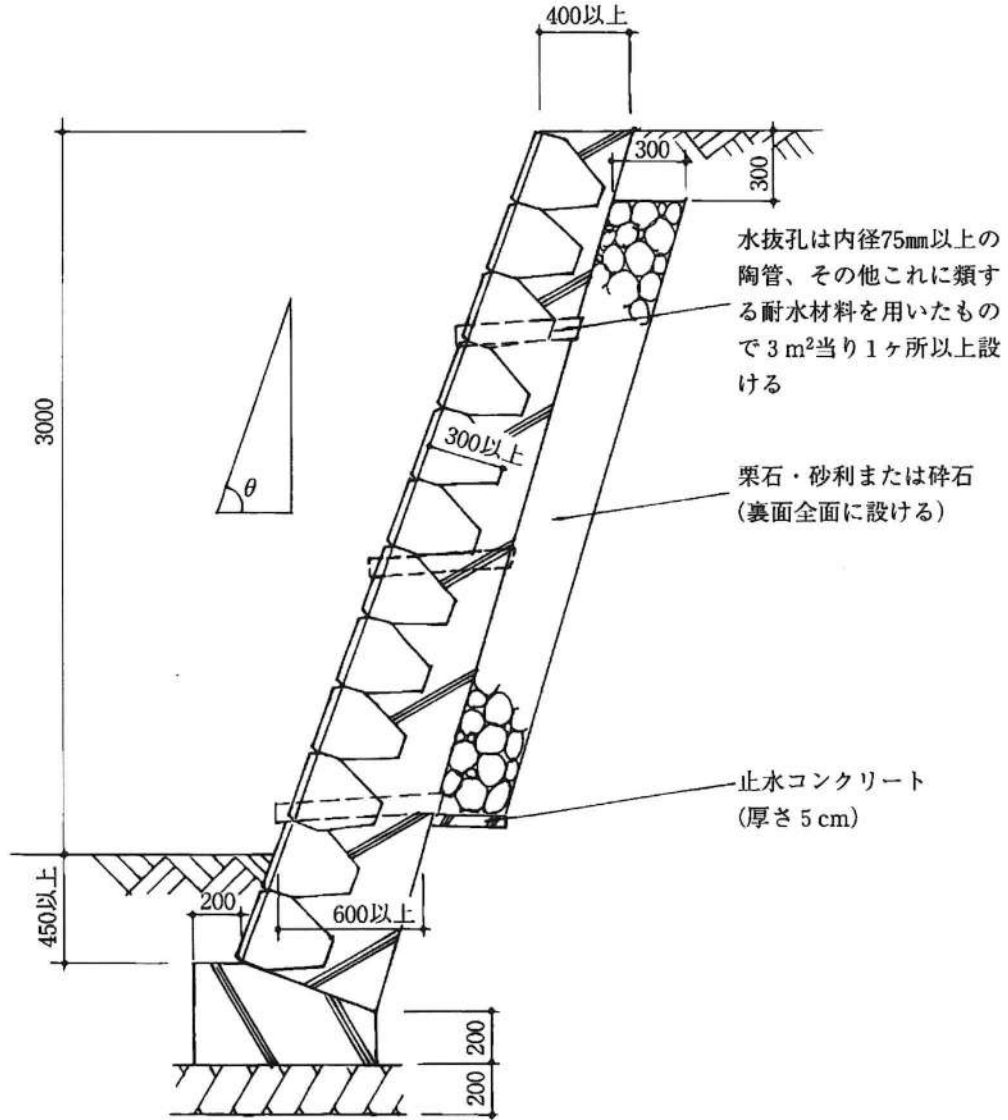 400以上
300
300
水抜孔は内径75㎜以上の
陶管、その他これに類す
る耐水材料を用いたもの
で3m²当り1ヶ所以上設
ける
3000
300以上
θ
栗石・砂利または砕石
(裏面全面に設ける)
止水コンクリート
(厚さ5cm)
450以上
200
600以上
200
200